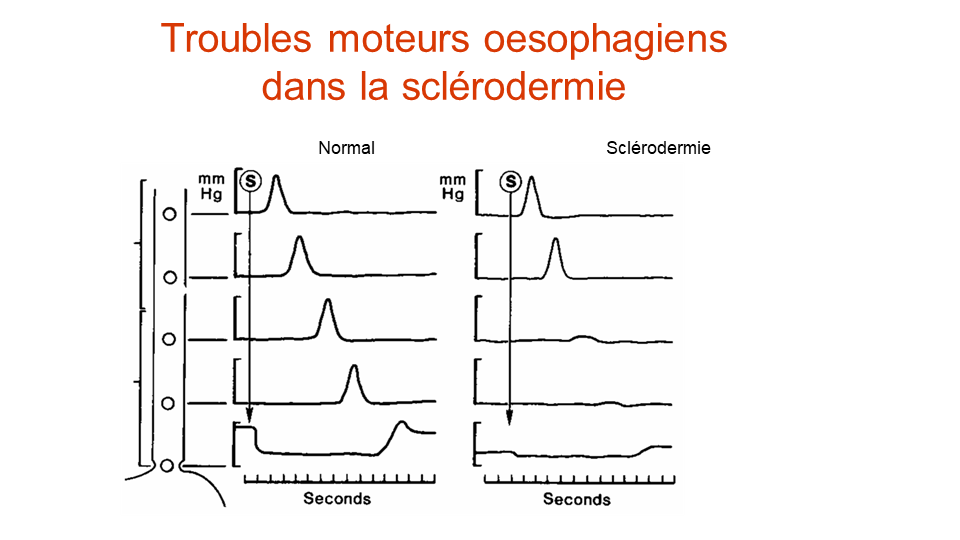 Troubles moteurs oesophagiens
dans la sclérodermie
Normal
Sclérodermie
mm
Hg
S
mm
Hg
S
Seconds
Seconds